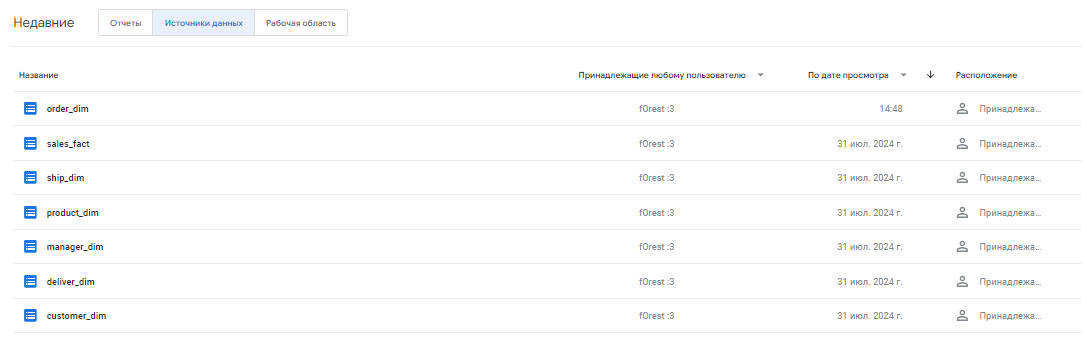 Недавние Отчеты Источники данных Рабочая область
Название Принадлежащие любому пользователю По дате просмотра Расположение
order_dim f0rest :3 14:48 Принадлежа...
sales_fact f0rest :3 31 июл. 2024 г. Принадлежа...
ship_dim f0rest :3 31 июл. 2024 г. Принадлежа...
product_dim f0rest :3 31 июл. 2024 г. Принадлежа...
manager_dim f0rest :3 31 июл. 2024 г. Принадлежа...
deliver_dim f0rest :3 31 июл. 2024 г. Принадлежа...
customer_dim f0rest :3 31 июл. 2024 г. Принадлежа...